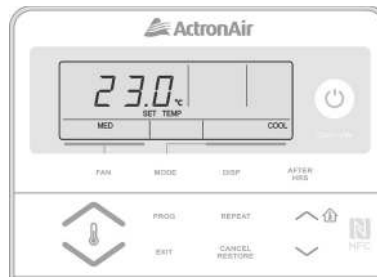 ActronAir
23.0 °C
SET TEMP
MED COOL
FAN MODE DISP AFTER HRS
PROG REPEAT
EXIT CANCEL RESTORE
NFC